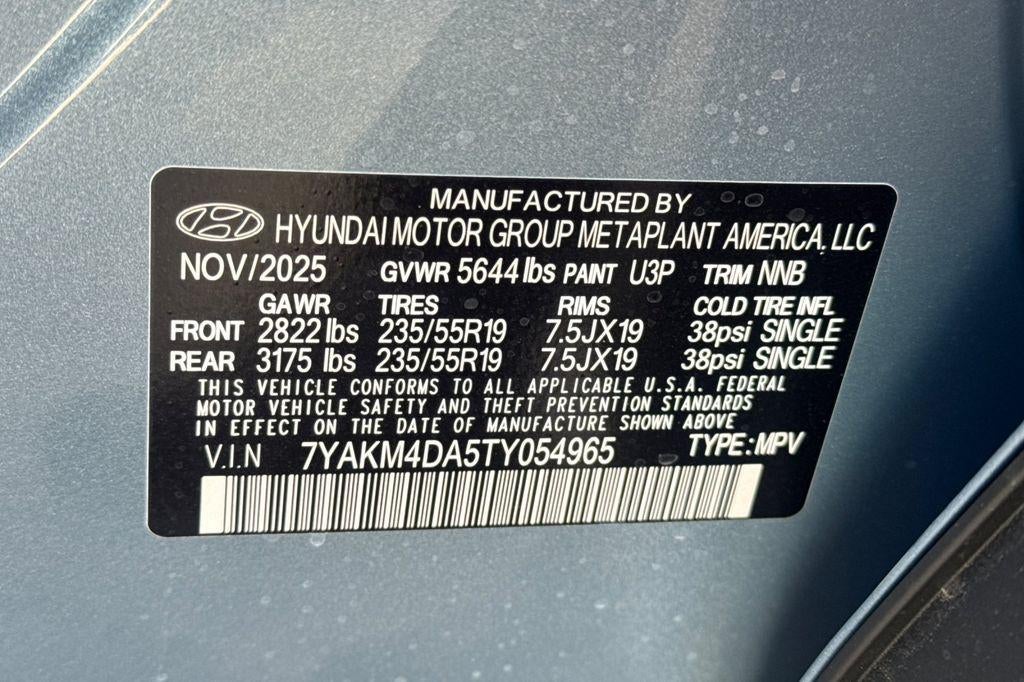 MANUFACTURED BY
HYUNDAI MOTOR GROUP METAPLANT AMERICA, LLC
NOV/2025 GVWR 5644 lbs PAINT U3P TRIM NNB
GAWR TIRES RIMS COLD TIRE INFL
FRONT 2822 lbs 235/55R19 7.5JX19 38psi SINGLE
REAR 3175 lbs 235/55R19 7.5JX19 38psi SINGLE
THIS VEHICLE CONFORMS TO ALL APPLICABLE U.S.A. FEDERAL
MOTOR VEHICLE SAFETY AND THEFT PREVENTION STANDARDS
IN EFFECT ON THE DATE OF MANUFACTURE SHOWN ABOVE
V.I.N 7YAKM4DA5TY054965 TYPE:MPV